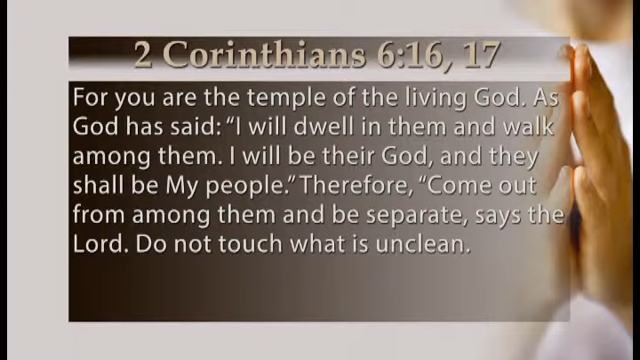 2 Corinthians 6:16, 17
For you are the temple of the living God. As
God has said: “I will dwell in them and walk
among them. I will be their God, and they
shall be My people.” Therefore, “Come out
from among them and be separate, says the
Lord. Do not touch what is unclean.